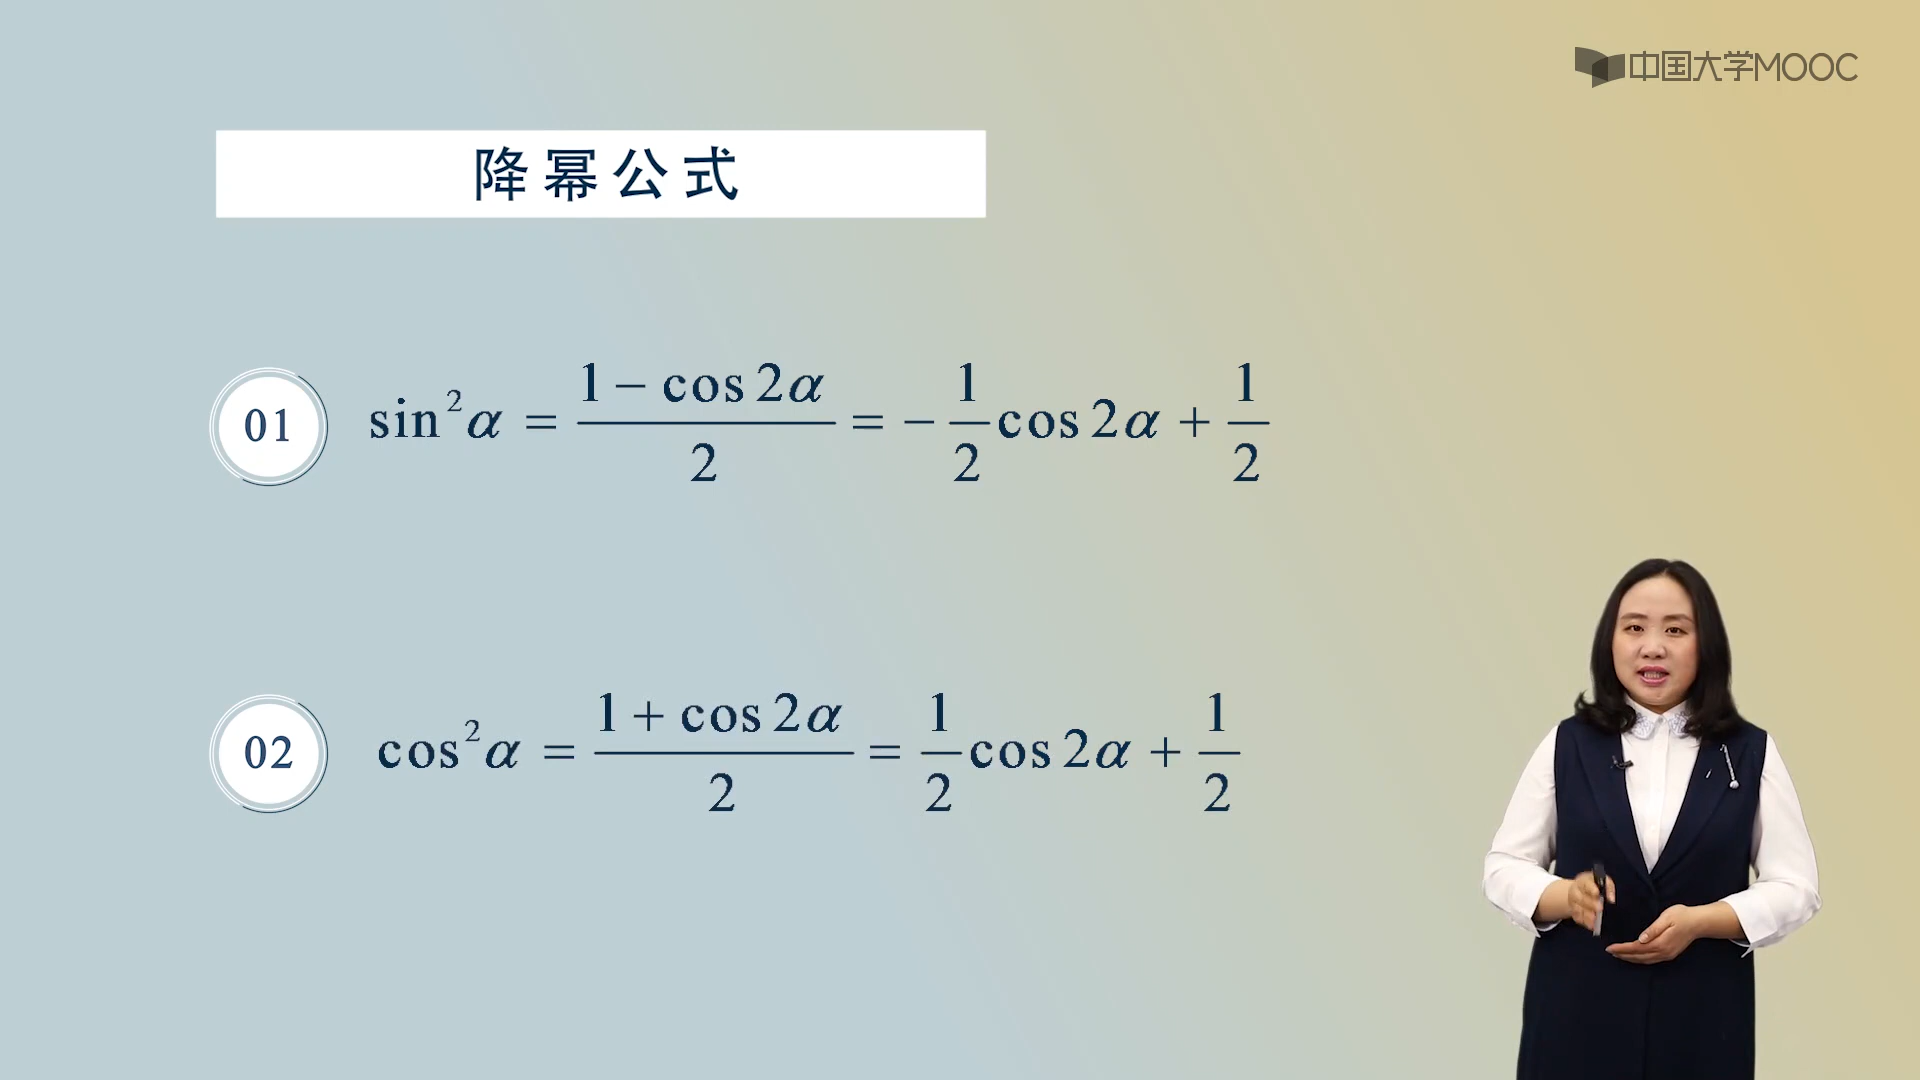 中国大学MOOC
降幂公式
01 sin²α = (1 − cos 2α)/2 = −1/2 cos 2α + 1/2
02 cos²α = (1 + cos 2α)/2 = 1/2 cos 2α + 1/2